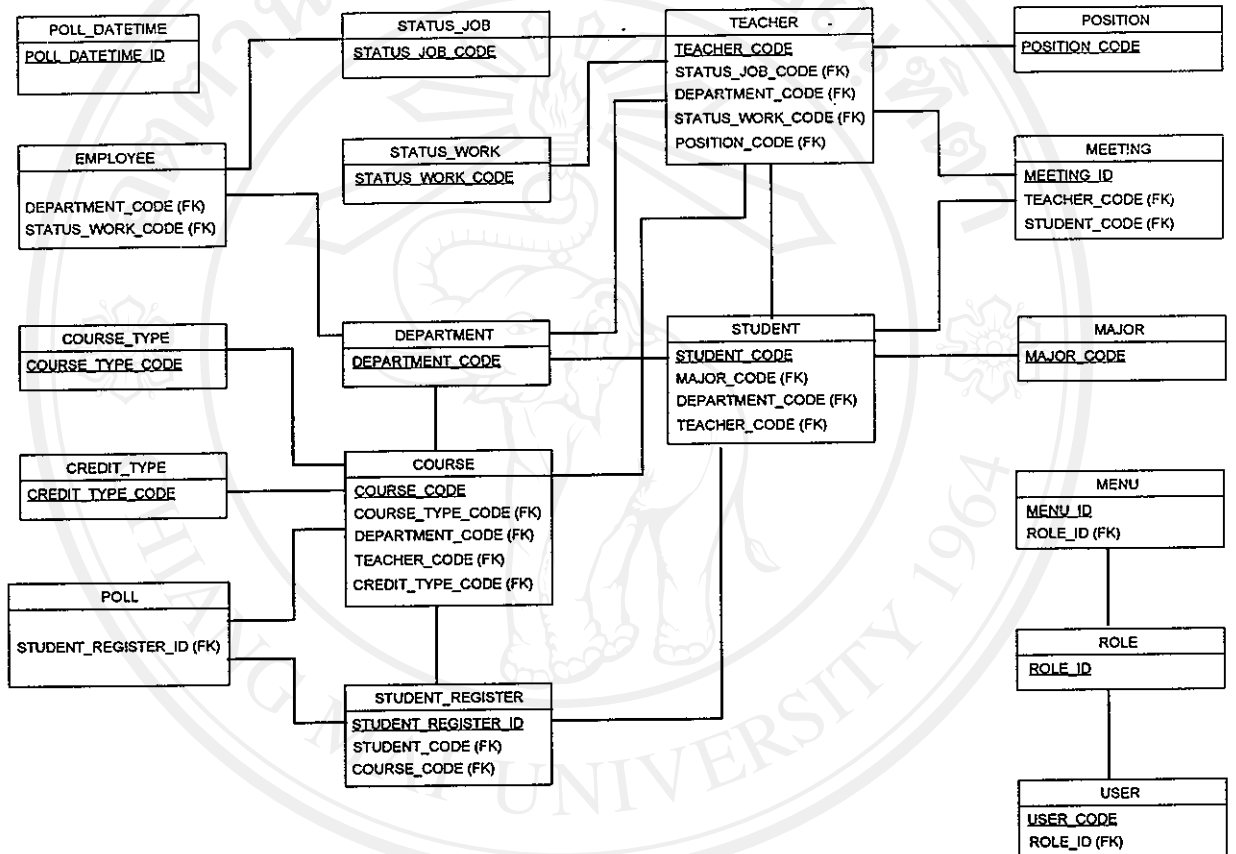 POLL_DATETIME
POLL_DATETIME_ID
STATUS_JOB
STATUS_JOB_CODE
TEACHER
TEACHER_CODE
STATUS_JOB_CODE (FK)
DEPARTMENT_CODE (FK)
STATUS_WORK_CODE (FK)
POSITION_CODE (FK)
POSITION
POSITION_CODE
EMPLOYEE
DEPARTMENT_CODE (FK)
STATUS_WORK_CODE (FK)
STATUS_WORK
STATUS_WORK_CODE
MEETING
MEETING_ID
TEACHER_CODE (FK)
STUDENT_CODE (FK)
COURSE_TYPE
COURSE_TYPE_CODE
DEPARTMENT
DEPARTMENT_CODE
STUDENT
STUDENT_CODE
MAJOR_CODE (FK)
DEPARTMENT_CODE (FK)
TEACHER_CODE (FK)
MAJOR
MAJOR_CODE
CREDIT_TYPE
CREDIT_TYPE_CODE
COURSE
COURSE_CODE
COURSE_TYPE_CODE (FK)
DEPARTMENT_CODE (FK)
TEACHER_CODE (FK)
CREDIT_TYPE_CODE (FK)
MENU
MENU_ID
ROLE_ID (FK)
POLL
STUDENT_REGISTER_ID (FK)
ROLE
ROLE_ID
STUDENT_REGISTER
STUDENT_REGISTER_ID
STUDENT_CODE (FK)
COURSE_CODE (FK)
USER
USER_CODE
ROLE_ID (FK)
UNIVERSITY 1964